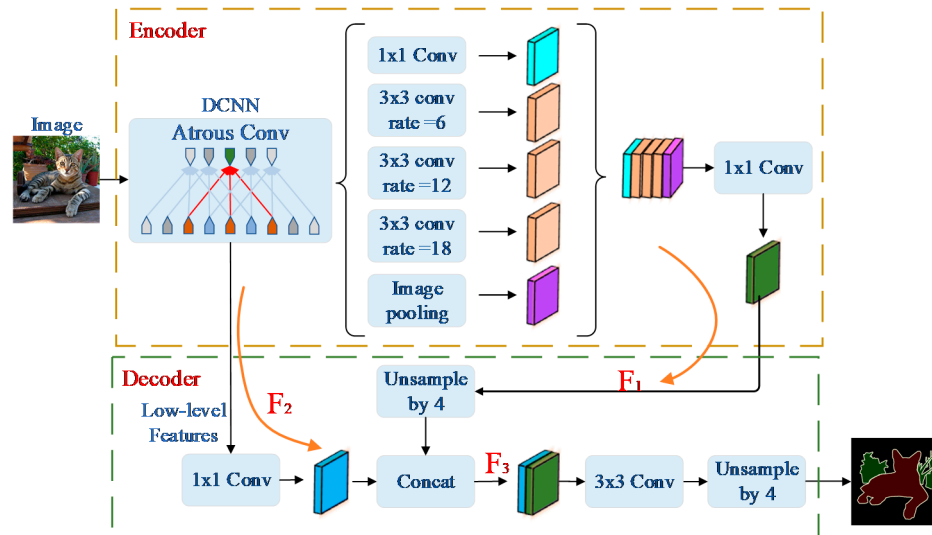 Encoder
Image
DCNN
Atrous Conv
1x1 Conv
3x3 conv
rate =6
3x3 conv
rate =12
3x3 conv
rate =18
Image
pooling
1x1 Conv
Decoder
Low-level
Features
F₂
Unsample
by 4
F₁
1x1 Conv
Concat
F₃
3x3 Conv
Unsample
by 4